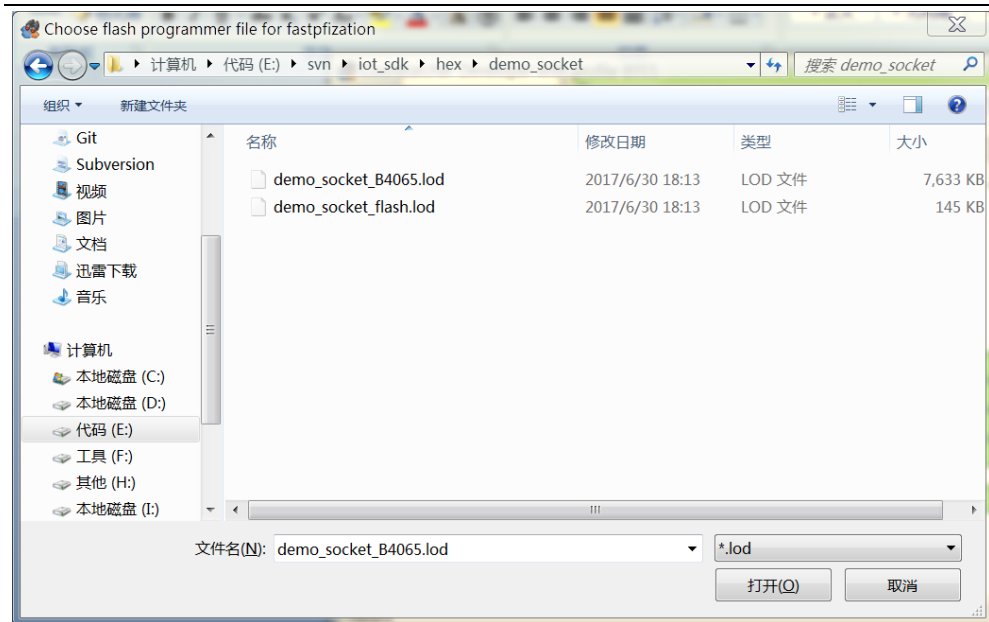 Choose flash programmer file for fastpfization
计算机 代码 (E:) svn iot_sdk hex demo_socket 搜索 demo_socket
组织 新建文件夹
Git
Subversion
视频
图片
文档
迅雷下载
音乐
计算机
本地磁盘 (C:)
本地磁盘 (D:)
代码 (E:)
工具 (F:)
其他 (H:)
本地磁盘 (I:)
名称 修改日期 类型 大小
demo_socket_B4065.lod 2017/6/30 18:13 LOD 文件 7,633 KB
demo_socket_flash.lod 2017/6/30 18:13 LOD 文件 145 KB
文件名(N): demo_socket_B4065.lod *.lod
打开(O) 取消